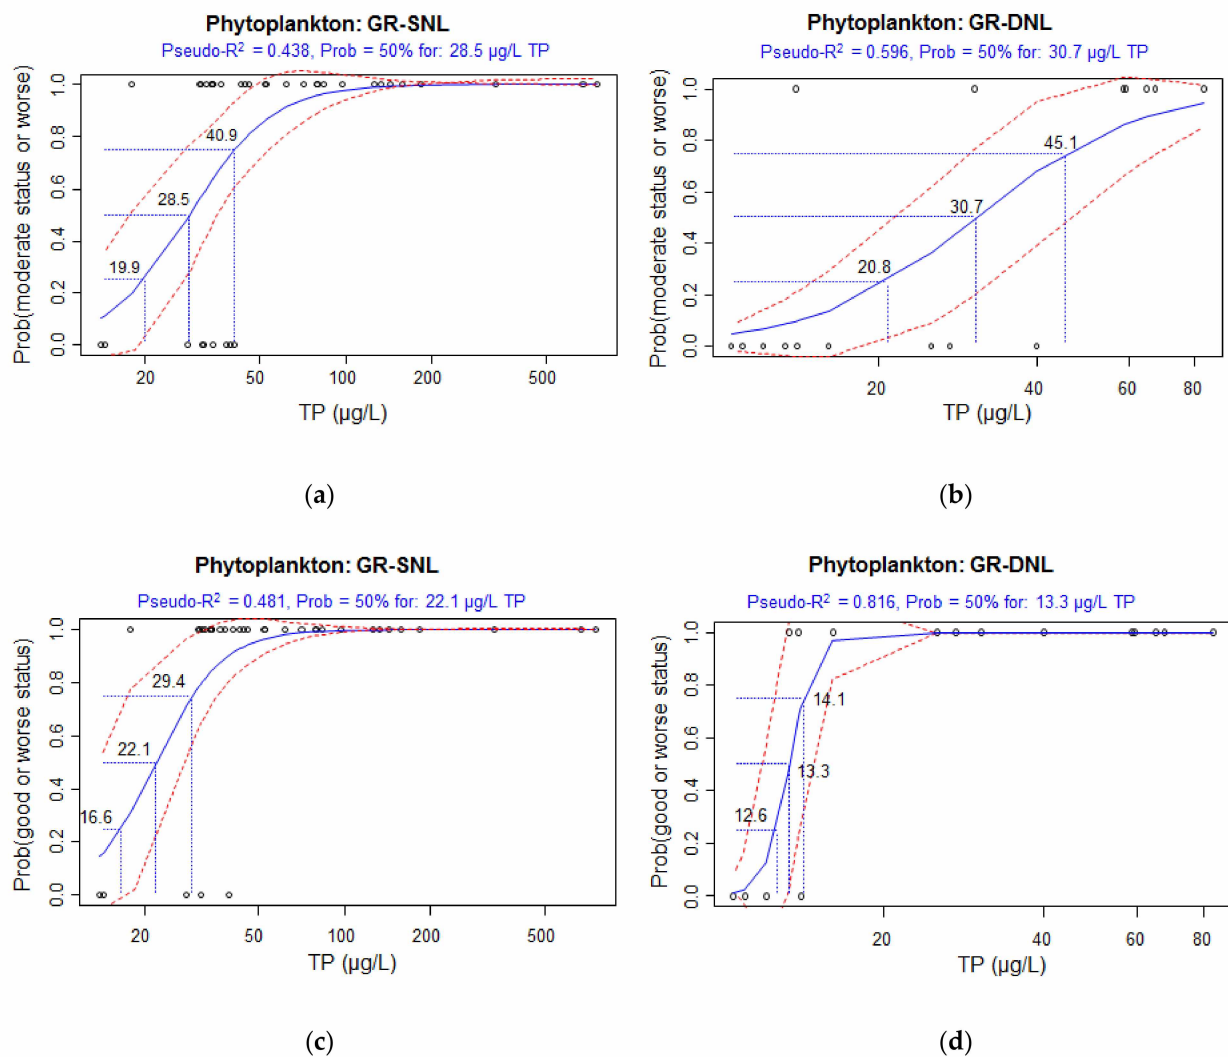 Phytoplankton: GR-SNL
Pseudo-R² = 0.438, Prob = 50% for: 28.5 µg/L TP
Prob(moderate status or worse)
1.0
0.8
0.6
0.4
0.2
0.0
40.9
28.5
19.9
20 50 100 200 500
TP (µg/L)
(a)
Phytoplankton: GR-DNL
Pseudo-R² = 0.596, Prob = 50% for: 30.7 µg/L TP
Prob(moderate status or worse)
1.0
0.8
0.6
0.4
0.2
0.0
45.1
30.7
20.8
20 40 60 80
TP (µg/L)
(b)
Phytoplankton: GR-SNL
Pseudo-R² = 0.481, Prob = 50% for: 22.1 µg/L TP
Prob(good or worse status)
1.0
0.8
0.6
0.4
0.2
0.0
29.4
22.1
16.6
20 50 100 200 500
TP (µg/L)
(c)
Phytoplankton: GR-DNL
Pseudo-R² = 0.816, Prob = 50% for: 13.3 µg/L TP
Prob(good or worse status)
1.0
0.8
0.6
0.4
0.2
0.0
14.1
13.3
12.6
20 40 60 80
TP (µg/L)
(d)